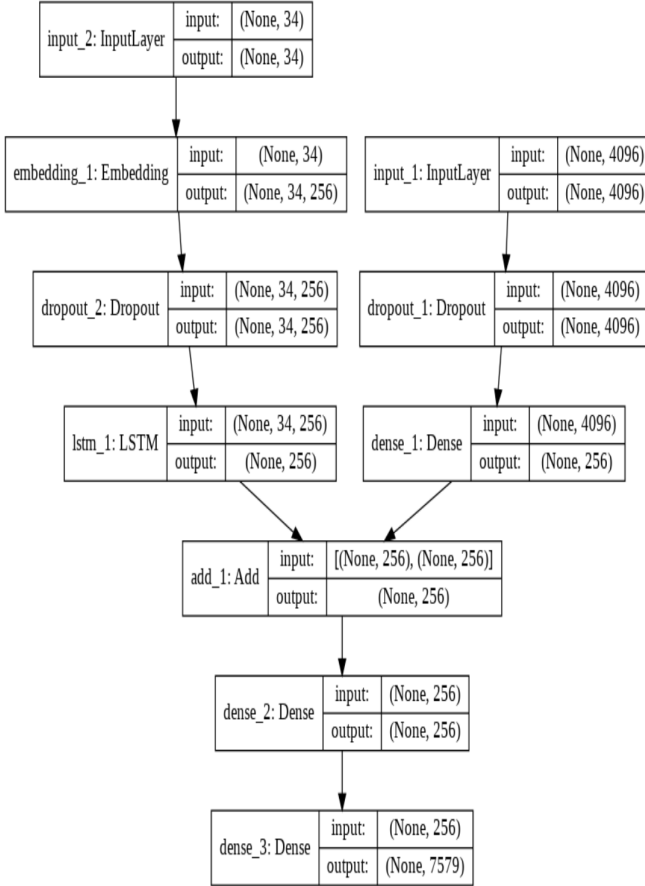 input_2: InputLayer
input: (None, 34)
output: (None, 34)
embedding_1: Embedding
input: (None, 34)
output: (None, 34, 256)
input_1: InputLayer
input: (None, 4096)
output: (None, 4096)
dropout_2: Dropout
input: (None, 34, 256)
output: (None, 34, 256)
dropout_1: Dropout
input: (None, 4096)
output: (None, 4096)
lstm_1: LSTM
input: (None, 34, 256)
output: (None, 256)
dense_1: Dense
input: (None, 4096)
output: (None, 256)
add_1: Add
input: [(None, 256), (None, 256)]
output: (None, 256)
dense_2: Dense
input: (None, 256)
output: (None, 256)
dense_3: Dense
input: (None, 256)
output: (None, 7579)